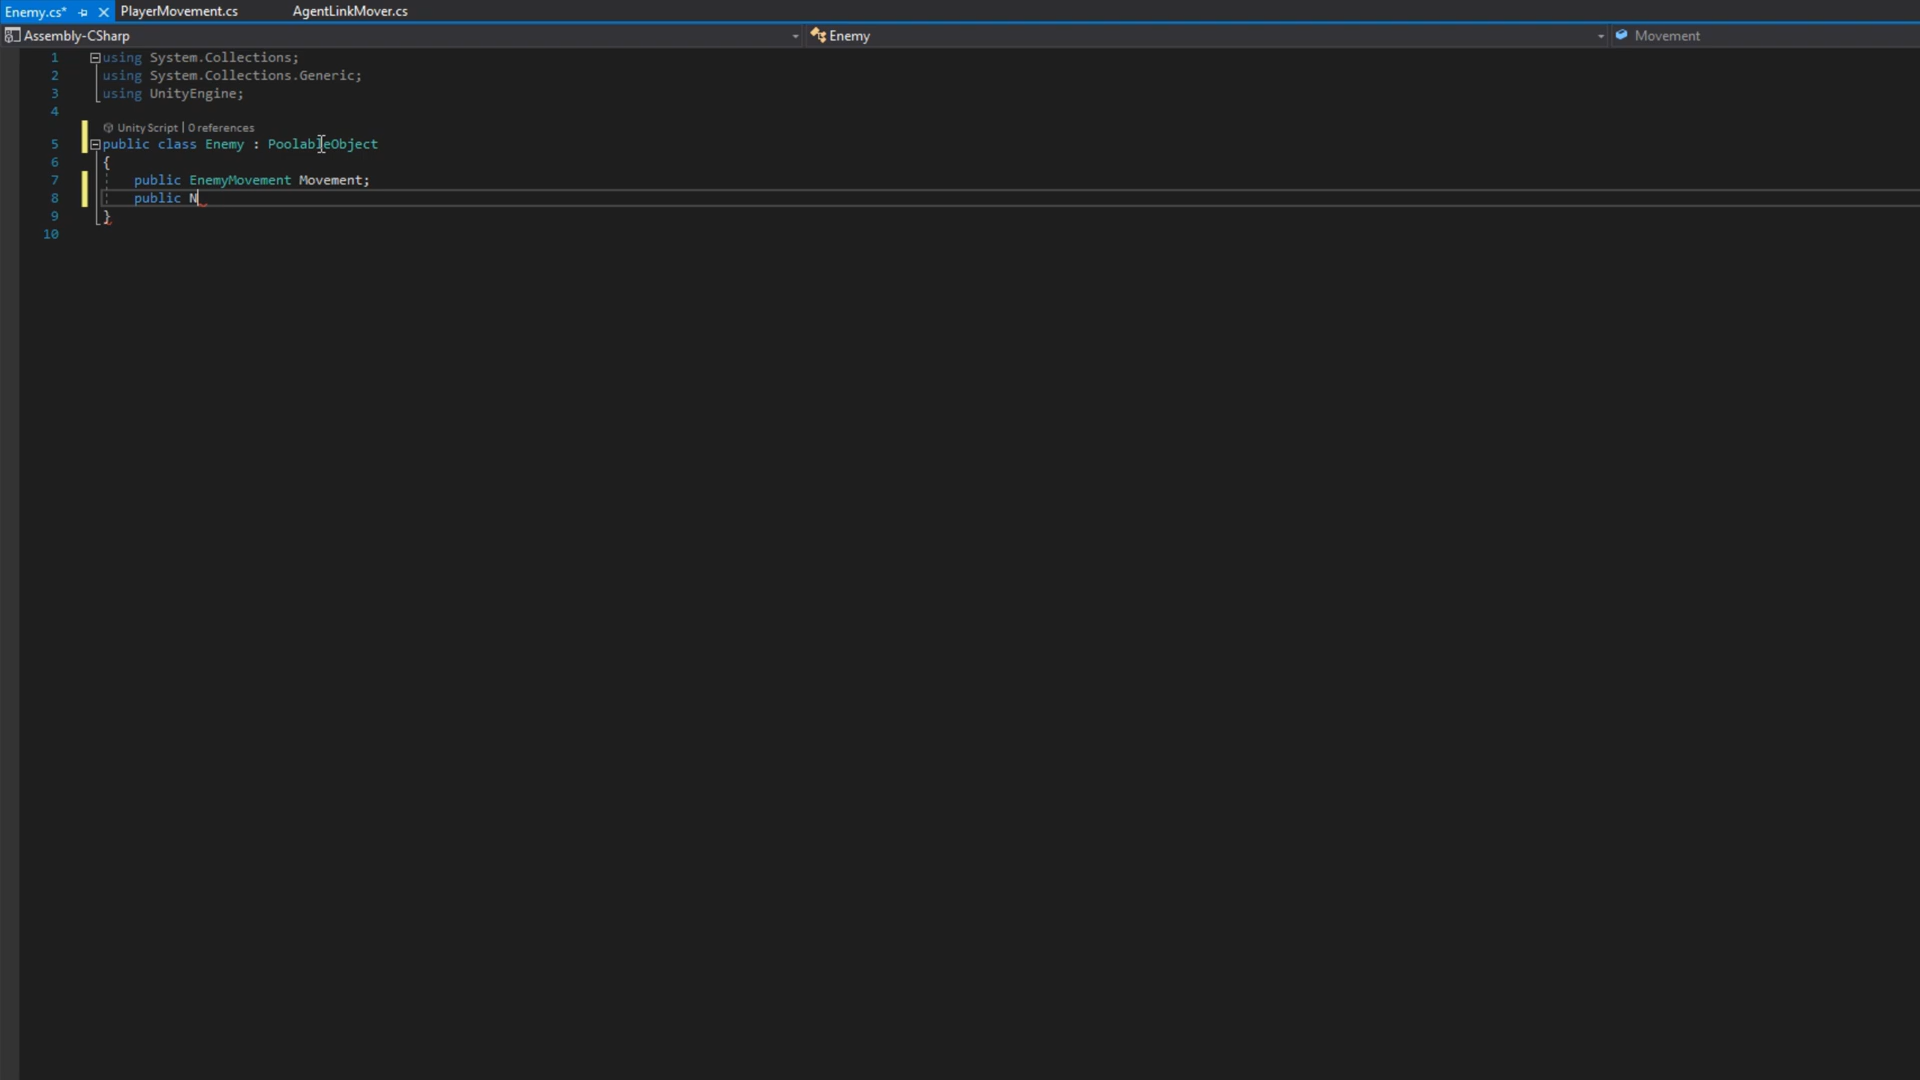 Enemy.cs* PlayerMovement.cs AgentLinkMover.cs
Assembly-CSharp Enemy Movement
1 using System.Collections;
2 using System.Collections.Generic;
3 using UnityEngine;
4
Unity Script | 0 references
5 public class Enemy : PoolableObject
6 {
7 public EnemyMovement Movement;
8 public N
9 }
10